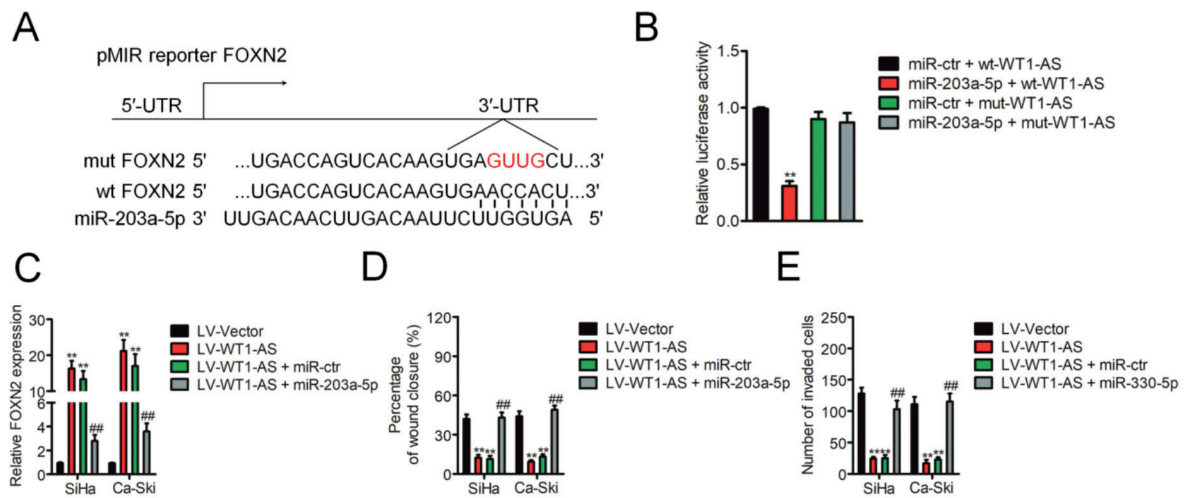 A
pMIR reporter FOXN2
5'-UTR 3'-UTR
mut FOXN2 5' ...UGACCAGUCACAAGUGAGUUGCU...3'
wt FOXN2 5' ...UGACCAGUCACAAGUGAACCACU...3'
miR-203a-5p 3' UUGACAACUUGACAAUUCUUGGUGA 5'
B
Relative luciferase activity
1.5
1.0
0.5
0.0
**
miR-ctr + wt-WT1-AS
miR-203a-5p + wt-WT1-AS
miR-ctr + mut-WT1-AS
miR-203a-5p + mut-WT1-AS
C
Relative FOXN2 expression
30
20
10
6
4
2
0
** ** ## ** ** ##
SiHa Ca-Ski
LV-Vector
LV-WT1-AS
LV-WT1-AS + miR-ctr
LV-WT1-AS + miR-203a-5p
D
Percentage
of wound closure (%)
120
90
60
30
0
** ** ## ** ** ##
SiHa Ca-Ski
LV-Vector
LV-WT1-AS
LV-WT1-AS + miR-ctr
LV-WT1-AS + miR-203a-5p
E
Number of invaded cells
250
200
150
100
50
0
** ** ## ** ** ##
SiHa Ca-Ski
LV-Vector
LV-WT1-AS
LV-WT1-AS + miR-ctr
LV-WT1-AS + miR-330-5p